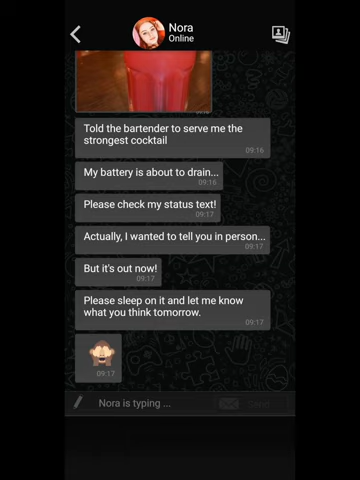 Nora
Online
09:16
Told the bartender to serve me the
strongest cocktail
09:16
My battery is about to drain...
09:16
Please check my status text!
09:17
Actually, I wanted to tell you in person...
09:17
But it's out now!
09:17
Please sleep on it and let me know
what you think tomorrow.
09:17
09:17
Nora is typing ...
Send